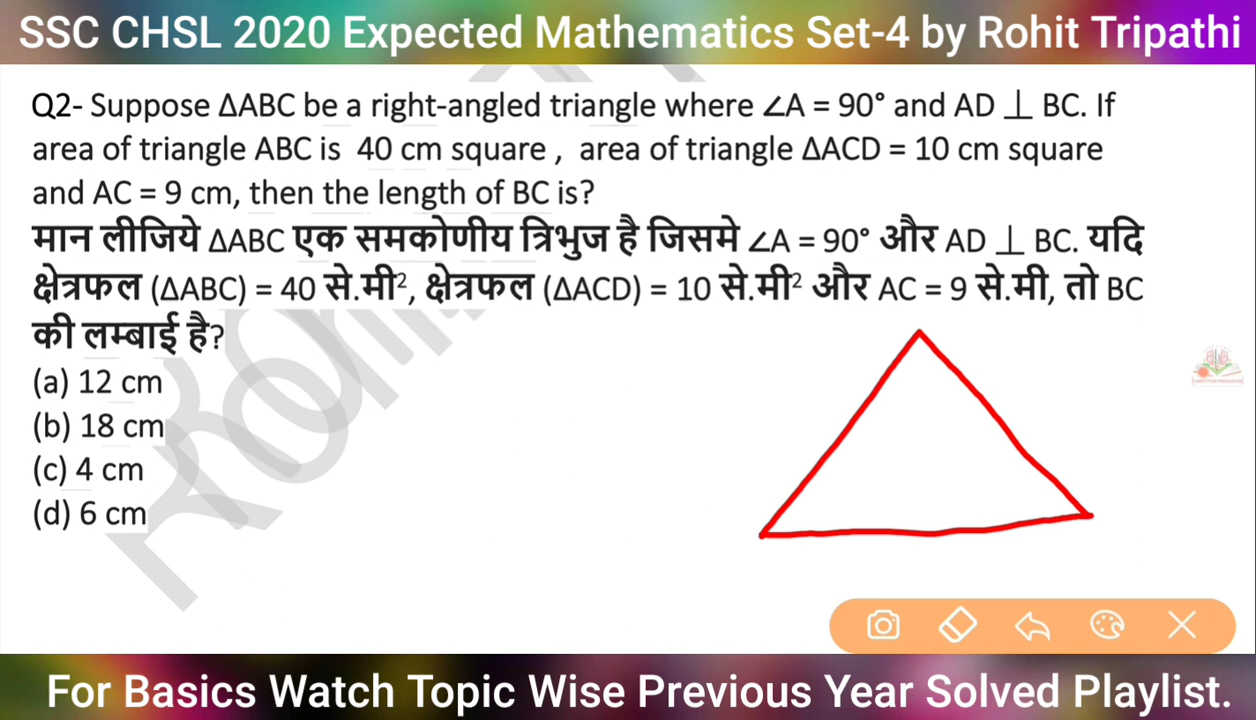 SSC CHSL 2020 Expected Mathematics Set-4 by Rohit Tripathi
Q2- Suppose ΔABC be a right-angled triangle where ∠A = 90° and AD ⊥ BC. If
area of triangle ABC is 40 cm square , area of triangle ΔACD = 10 cm square
and AC = 9 cm, then the length of BC is?
मान लीजिये ΔABC एक समकोणीय त्रिभुज है जिसमे ∠A = 90° और AD ⊥ BC. यदि
क्षेत्रफल (ΔABC) = 40 से.मी², क्षेत्रफल (ΔACD) = 10 से.मी² और AC = 9 से.मी, तो BC
की लम्बाई है?
(a) 12 cm
(b) 18 cm
(c) 4 cm
(d) 6 cm
For Basics Watch Topic Wise Previous Year Solved Playlist.